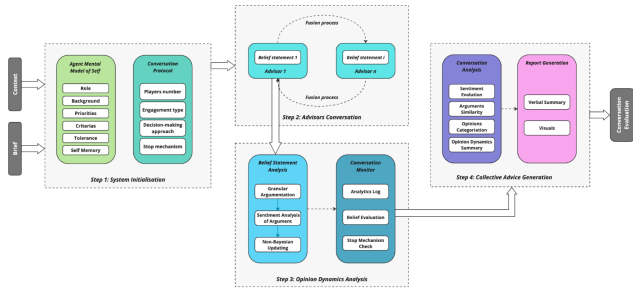 Context
Brief
Agent Mental
Model of Self
Role
Background
Priorities
Criterias
Tolerance
Self Memory
Conversation
Protocol
Players number
Engagement type
Decision-making
approach
Stop mechanism
Step 1: System Initialisation
Fusion process
Belief statement 1
Advisor 1
Belief statement i
Advisor n
Fusion process
Step 2: Advisors Conversation
Belief Statement
Analysis
Granular
Argumentation
Sentiment Analysis
of Argument
Non-Bayesian
Updating
Conversation
Monitor
Analytics Log
Belief Evaluation
Stop Mechanism
Check
Step 3: Opinion Dynamics Analysis
Conversation
Analysis
Sentiment
Evolution
Arguments
Similarity
Opinions
Categoriation
Opinion Dynamics
Summary
Report Generation
Verbal Summary
Visuals
Step 4: Collective Advice Generation
Conversation
Evaluation